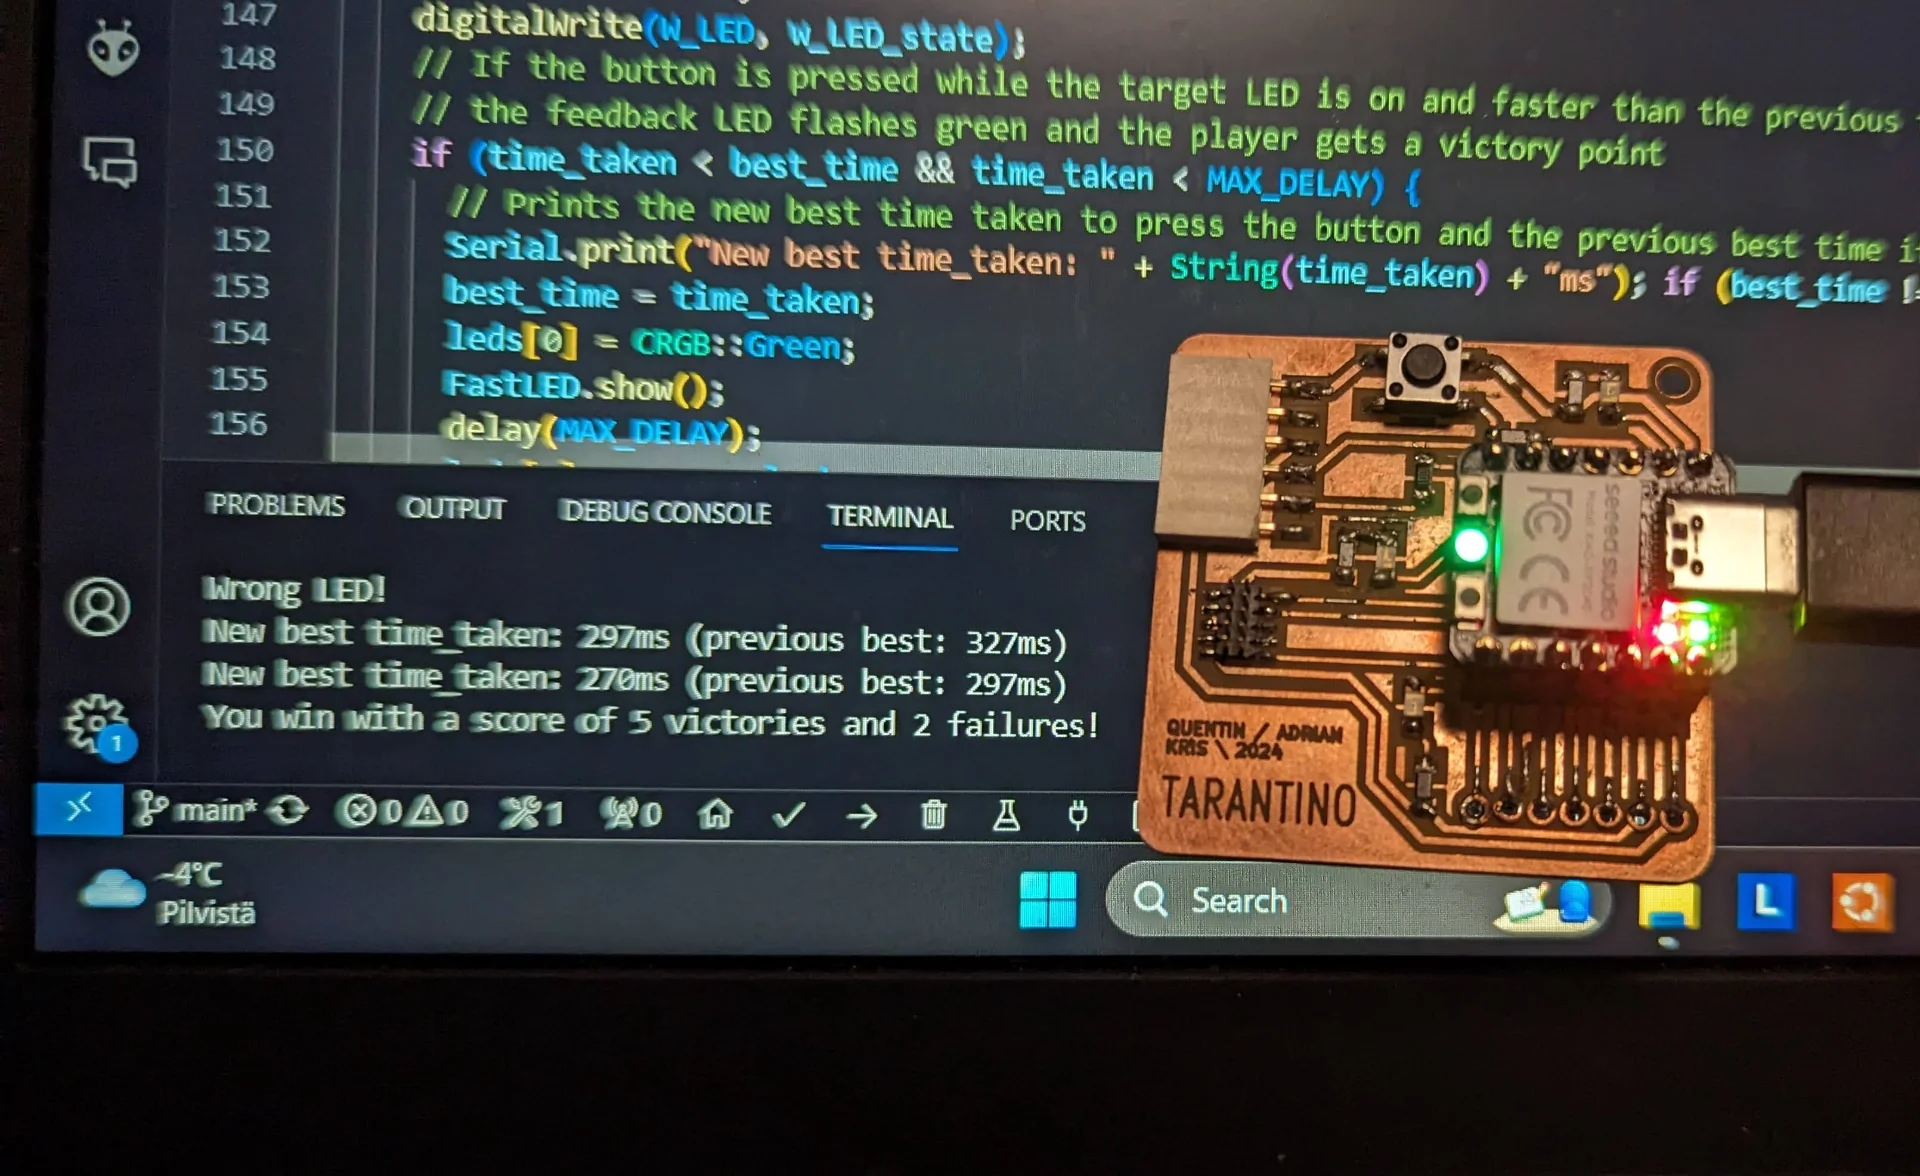 147 digitalWrite(W_LED, w_LED_state);
148 // If the button is pressed while the target LED is on and faster than the previous
149 // the feedback LED flashes green and the player gets a victory point
150 if (time_taken < best_time && time_taken < MAX_DELAY) {
151 // Prints the new best time taken to press the button and the previous best time i
152 Serial.print("New best time_taken: " + String(time_taken) + "ms"); if (best_time !=
153 best_time = time_taken;
154 leds[0] = CRGB::Green;
155 FastLED.show();
156 delay(MAX_DELAY);
PROBLEMS OUTPUT DEBUG CONSOLE TERMINAL PORTS
Wrong LED!
New best time_taken: 297ms (previous best: 327ms)
New best time_taken: 270ms (previous best: 297ms)
You win with a score of 5 victories and 2 failures!
1
main* 0 0 1 0
-4°C
Pilvistä
Search
L
seeed studio
FC CE
QUENTIN / ADRIAN
KRIS \ 2024
TARANTINO